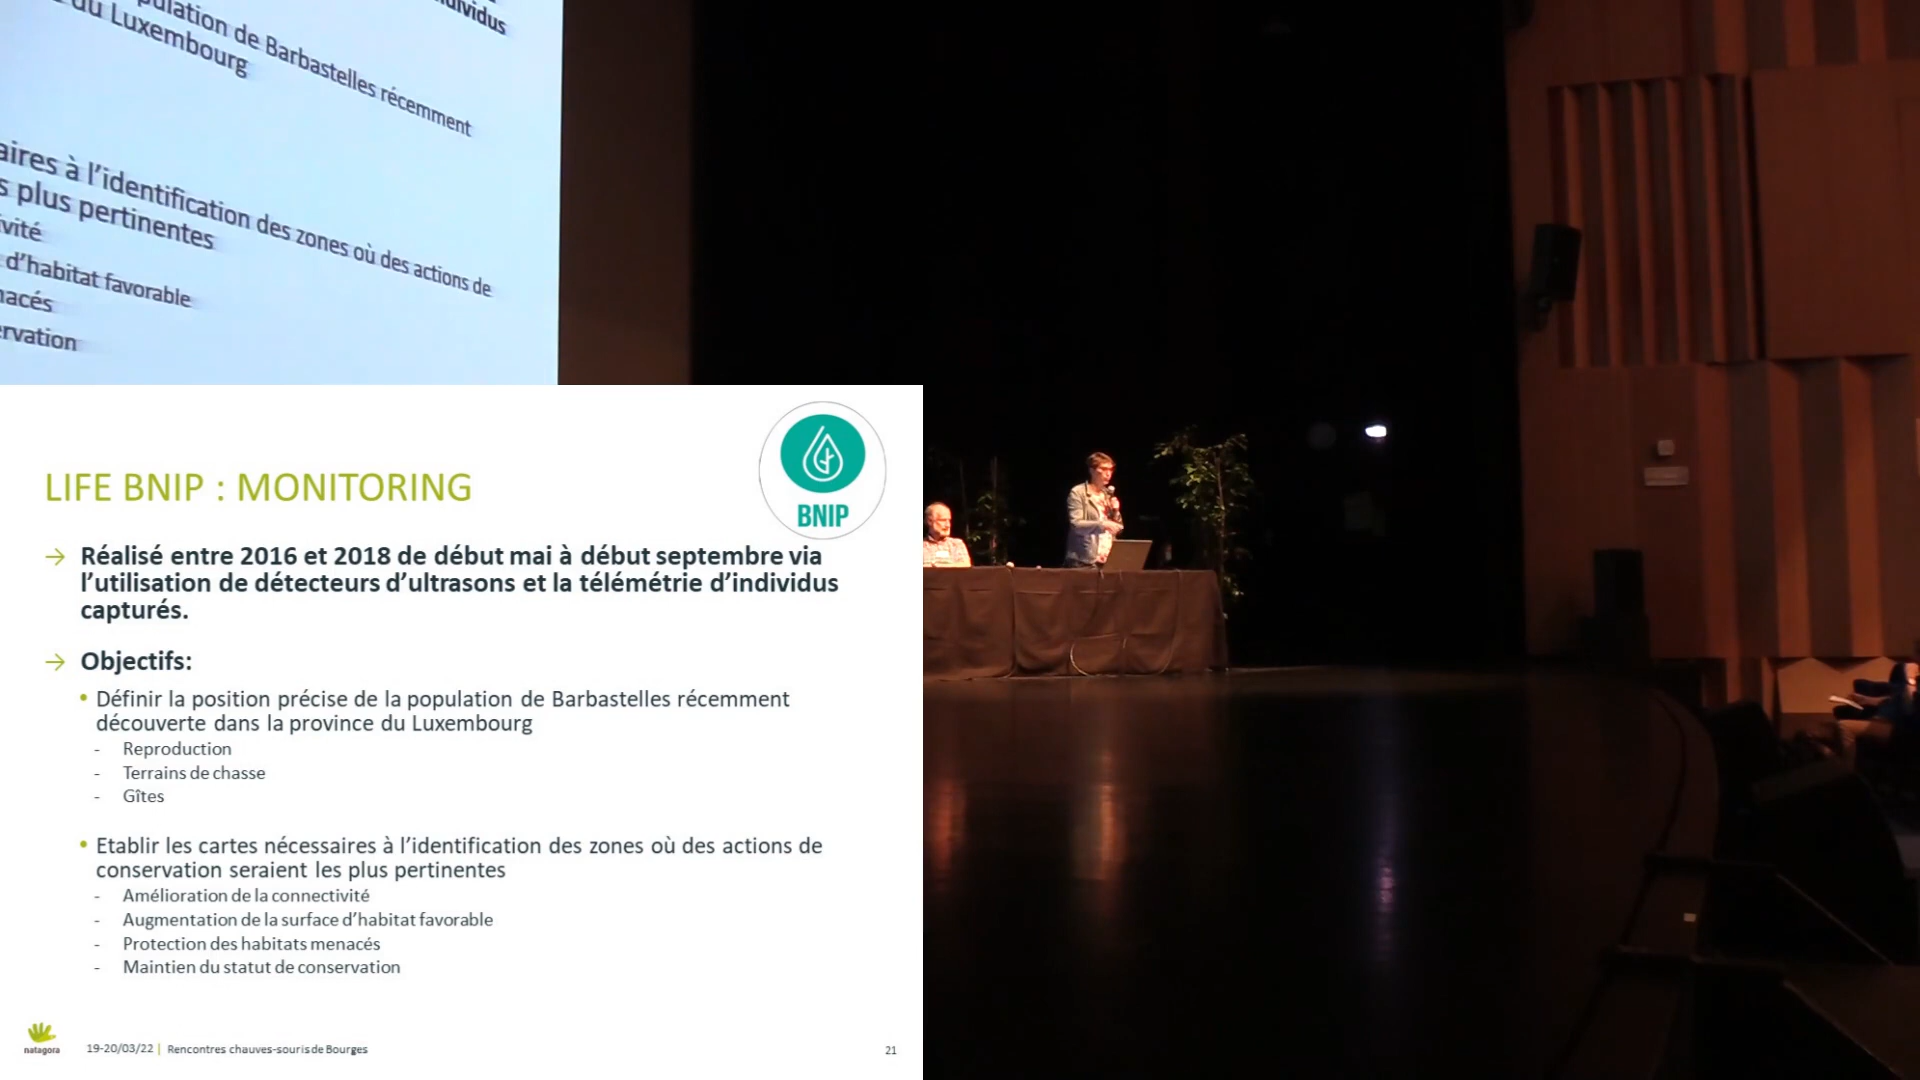 ividus
pulation de Barbastelles récemment
du Luxembourg
aires à l'identification des zones où des actions de
s plus pertinentes
vité
d'habitat favorable
nacés
ervation
BNIP
LIFE BNIP : MONITORING
→ Réalisé entre 2016 et 2018 de début mai à début septembre via
l'utilisation de détecteurs d'ultrasons et la télémétrie d'individus
capturés.
→ Objectifs:
• Définir la position précise de la population de Barbastelles récemment
découverte dans la province du Luxembourg
- Reproduction
- Terrains de chasse
- Gîtes
• Etablir les cartes nécessaires à l'identification des zones où des actions de
conservation seraient les plus pertinentes
- Amélioration de la connectivité
- Augmentation de la surface d'habitat favorable
- Protection des habitats menacés
- Maintien du statut de conservation
natagora
19-20/03/22 | Rencontres chauves-souris de Bourges
21